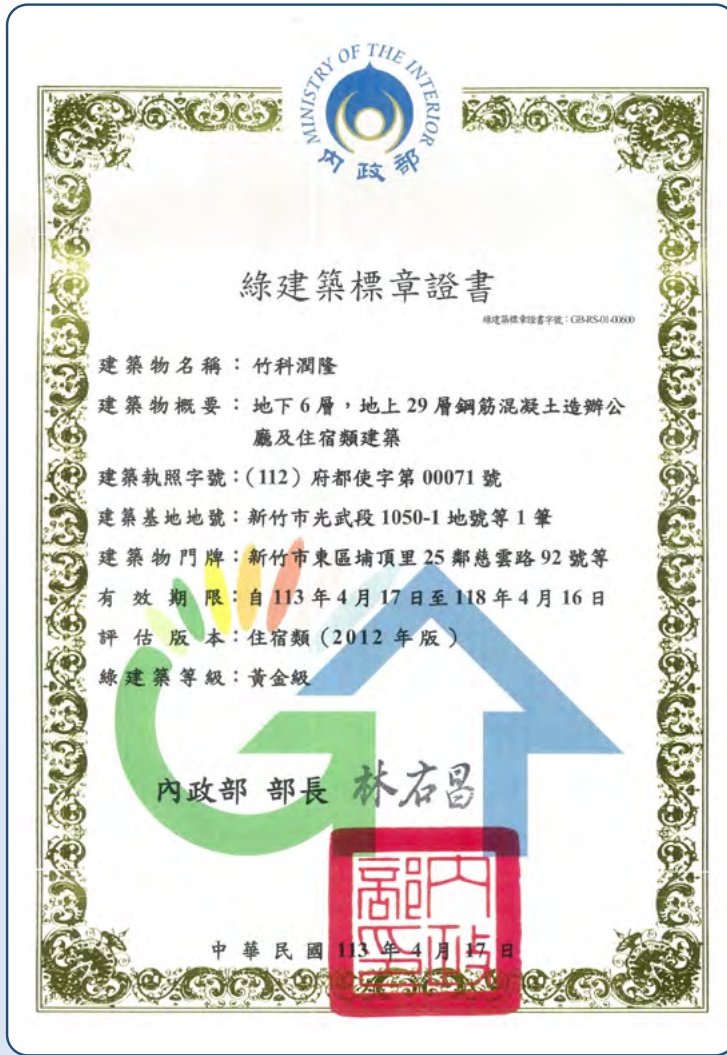 MINISTRY OF THE INTERIOR
內政部
綠建築標章證書
綠建築標章證書字號：GB-RS-01-00600
建築物名稱：竹科潤隆
建築物概要：地下6層，地上29層鋼筋混凝土造辦公
廳及住宿類建築
建築執照字號：(112)府都使字第00071號
建築基地地號：新竹市光武段1050-1地號等1筆
建築物門牌：新竹市東區埔頂里25鄰慈雲路92號等
有效期限：自113年4月17日至118年4月16日
評估版本：住宿類(2012年版)
綠建築等級：黃金級
內政部 部長 林右昌
內政部印
中華民國113年4月17日